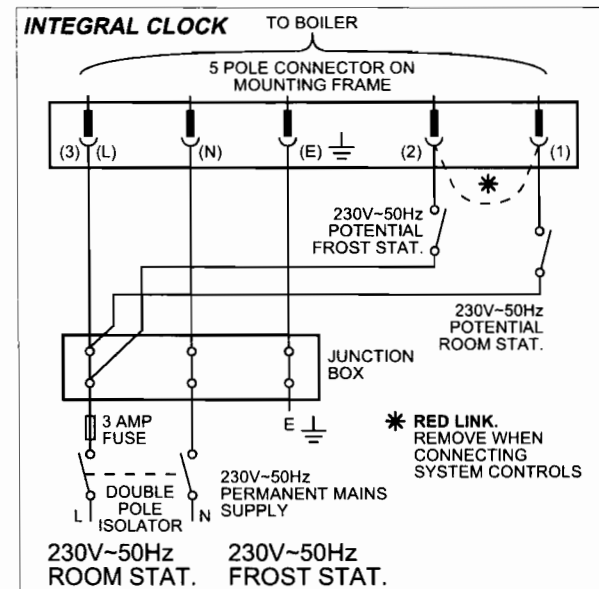 INTEGRAL CLOCK
TO BOILER
5 POLE CONNECTOR ON
MOUNTING FRAME
(3) (L) (N) (E) (2) (1)
230V~50Hz
POTENTIAL
FROST STAT.
230V~50Hz
POTENTIAL
ROOM STAT.
JUNCTION
BOX
3 AMP
FUSE
E
✱ RED LINK.
REMOVE WHEN
CONNECTING
SYSTEM CONTROLS
DOUBLE
POLE
ISOLATOR
L N
230V~50Hz
PERMANENT MAINS
SUPPLY
230V~50Hz
ROOM STAT.
230V~50Hz
FROST STAT.